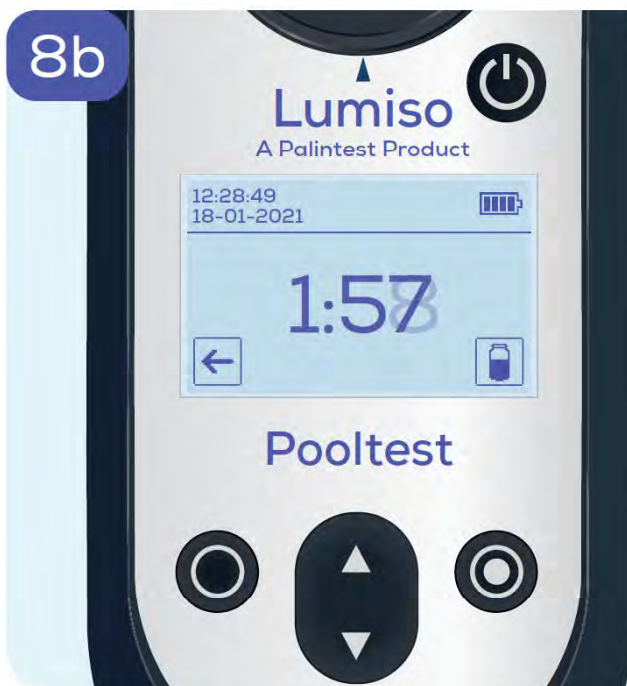 8b
Lumiso
A Palintest Product
12:28:49
18-01-2021
1:57
Pooltest